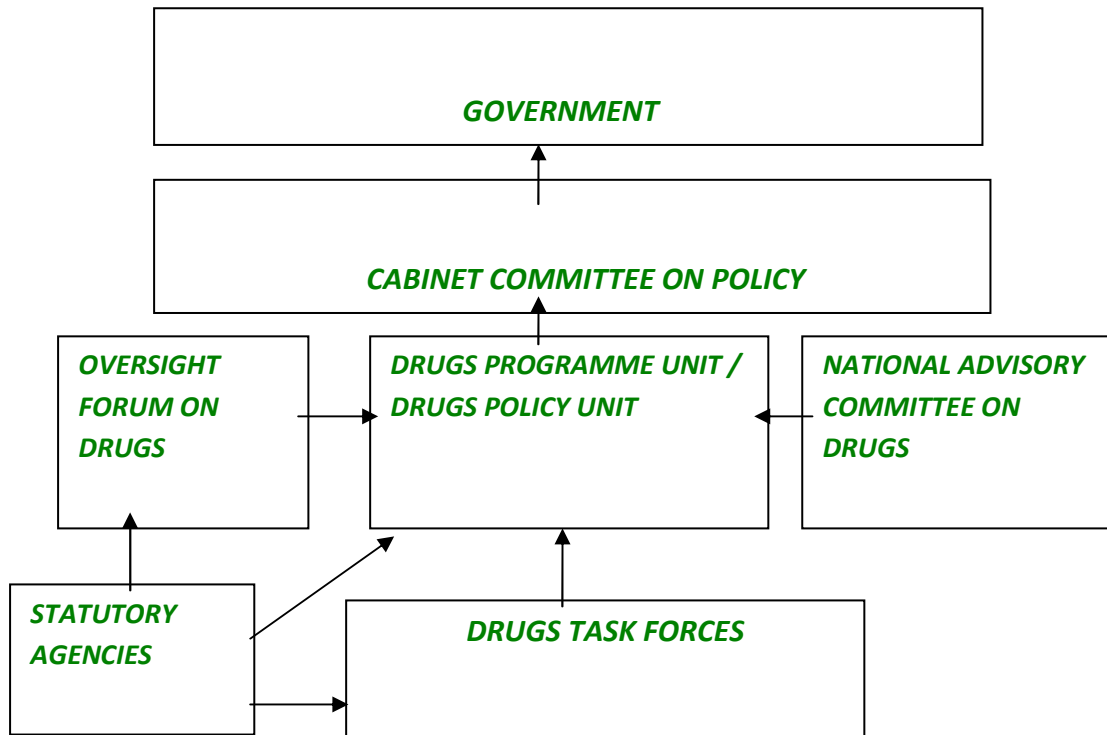 GOVERNMENT
CABINET COMMITTEE ON POLICY
OVERSIGHT
FORUM ON
DRUGS
DRUGS PROGRAMME UNIT /
DRUGS POLICY UNIT
NATIONAL ADVISORY
COMMITTEE ON
DRUGS
STATUTORY
AGENCIES
DRUGS TASK FORCES